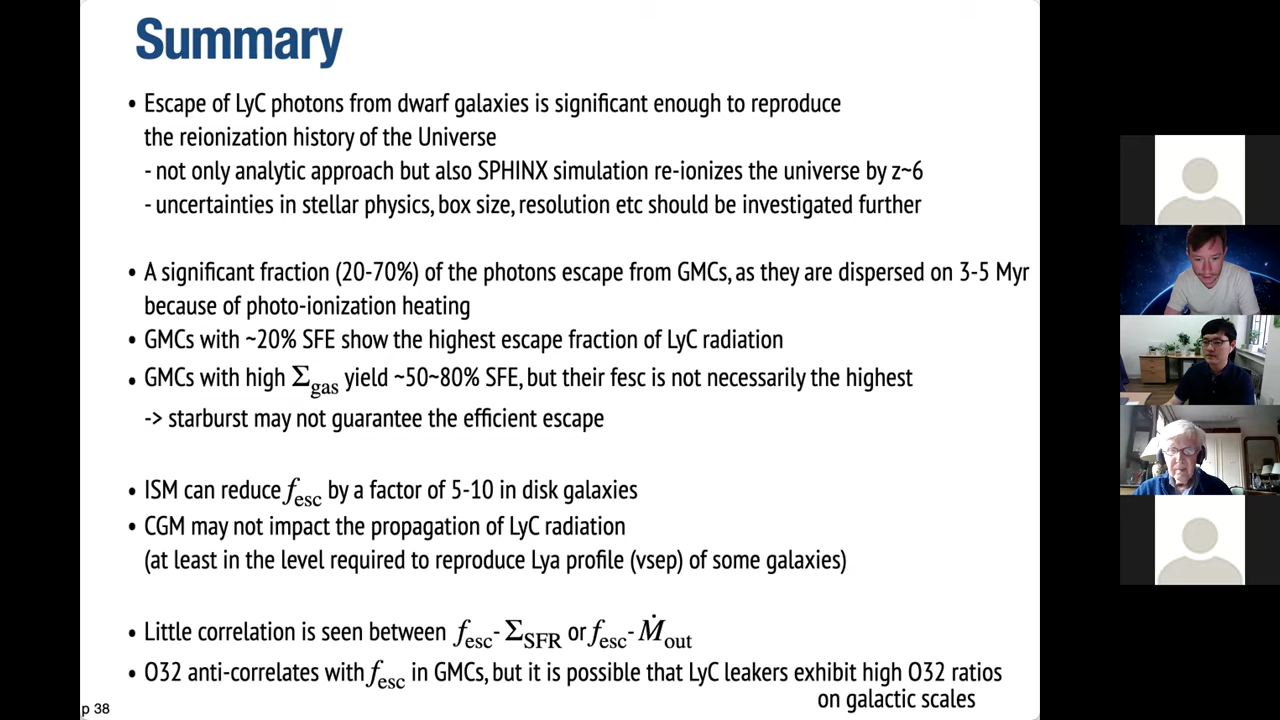 Summary
• Escape of LyC photons from dwarf galaxies is significant enough to reproduce
the reionization history of the Universe
- not only analytic approach but also SPHINX simulation re-ionizes the universe by z~6
- uncertainties in stellar physics, box size, resolution etc should be investigated further
• A significant fraction (20-70%) of the photons escape from GMCs, as they are dispersed on 3-5 Myr
because of photo-ionization heating
• GMCs with ~20% SFE show the highest escape fraction of LyC radiation
• GMCs with high Σgas yield ~50~80% SFE, but their fesc is not necessarily the highest
-> starburst may not guarantee the efficient escape
• ISM can reduce fesc by a factor of 5-10 in disk galaxies
• CGM may not impact the propagation of LyC radiation
(at least in the level required to reproduce Lya profile (vsep) of some galaxies)
• Little correlation is seen between fesc- ΣSFR or fesc- Ṁout
• O32 anti-correlates with fesc in GMCs, but it is possible that LyC leakers exhibit high O32 ratios
on galactic scales
p 38